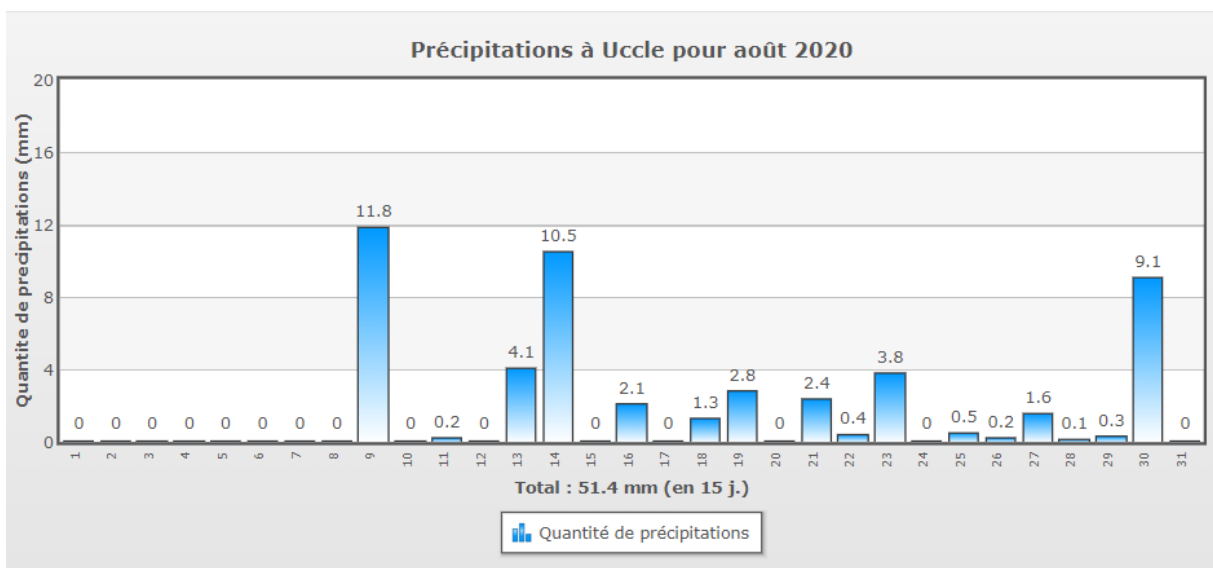 Précipitations à Uccle pour août 2020
Quantite de precipitations (mm)
20
16
12
8
4
0
0 0 0 0 0 0 0 0 11.8 0 0.2 0 4.1 10.5 0 2.1 0 1.3 2.8 0 2.4 0.4 3.8 0 0.5 0.2 1.6 0.1 0.3 9.1 0
1 2 3 4 5 6 7 8 9 10 11 12 13 14 15 16 17 18 19 20 21 22 23 24 25 26 27 28 29 30 31
Total : 51.4 mm (en 15 j.)
Quantité de précipitations